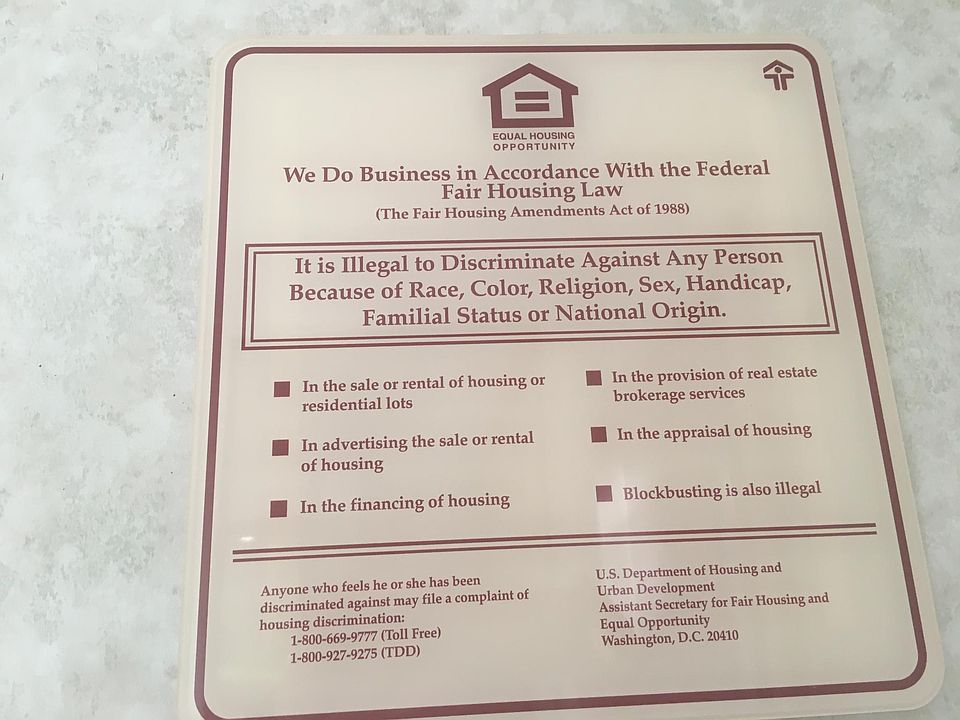 EQUAL HOUSING
OPPORTUNITY
We Do Business in Accordance With the Federal
Fair Housing Law
(The Fair Housing Amendments Act of 1988)
It is Illegal to Discriminate Against Any Person
Because of Race, Color, Religion, Sex, Handicap,
Familial Status or National Origin.
In the sale or rental of housing or
residential lots
In advertising the sale or rental
of housing
In the financing of housing
In the provision of real estate
brokerage services
In the appraisal of housing
Blockbusting is also illegal
Anyone who feels he or she has been
discriminated against may file a complaint of
housing discrimination:
1-800-669-9777 (Toll Free)
1-800-927-9275 (TDD)
U.S. Department of Housing and
Urban Development
Assistant Secretary for Fair Housing and
Equal Opportunity
Washington, D.C. 20410